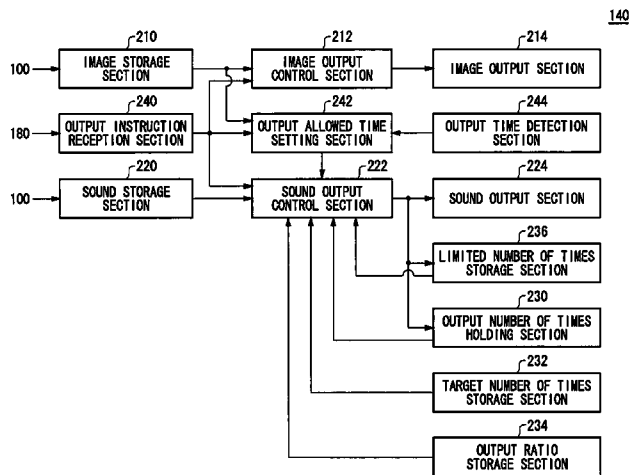 140
210
212
214
100
IMAGE STORAGE
SECTION
IMAGE OUTPUT
CONTROL SECTION
IMAGE OUTPUT SECTION
240
242
244
180
OUTPUT INSTRUCTION
RECEPTION SECTION
OUTPUT ALLOWED TIME
SETTING SECTION
OUTPUT TIME DETECTION
SECTION
220
222
224
100
SOUND STORAGE
SECTION
SOUND OUTPUT
CONTROL SECTION
SOUND OUTPUT SECTION
236
LIMITED NUMBER OF TIMES
STORAGE SECTION
230
OUTPUT NUMBER OF TIMES
HOLDING SECTION
232
TARGET NUMBER OF TIMES
STORAGE SECTION
234
OUTPUT RATIO
STORAGE SECTION